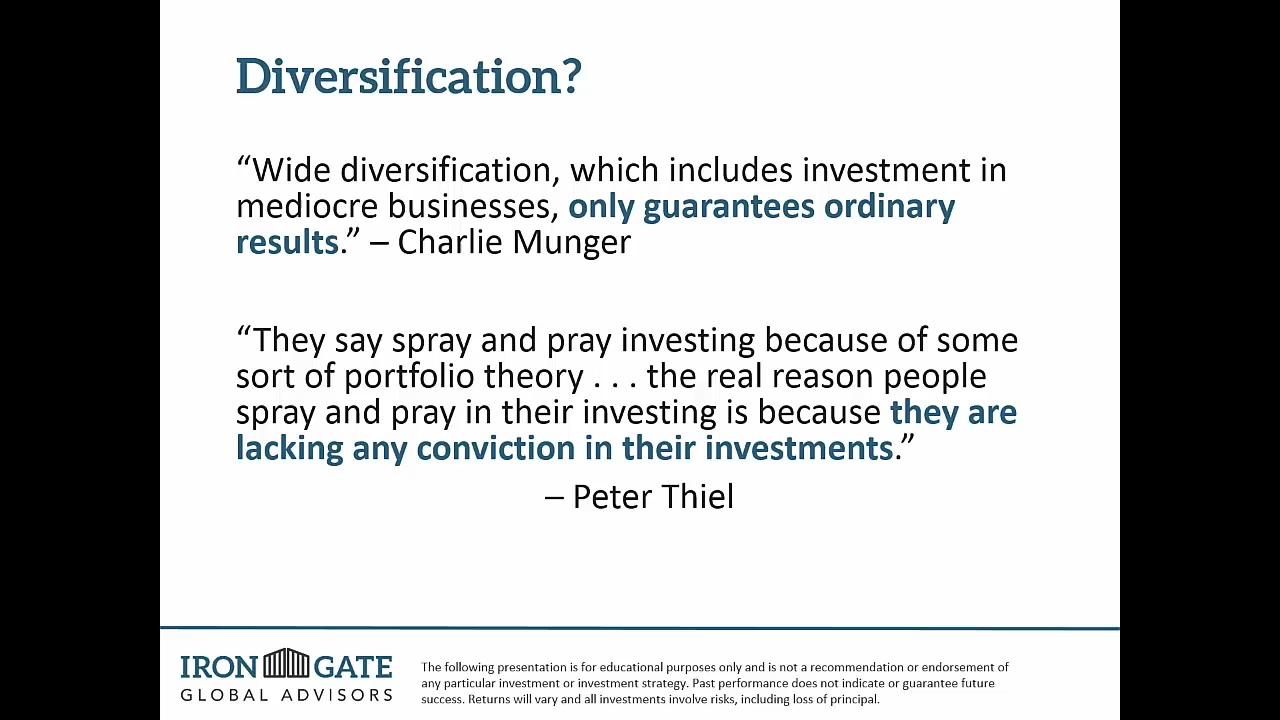 Diversification?
“Wide diversification, which includes investment in
mediocre businesses, only guarantees ordinary
results.” – Charlie Munger
“They say spray and pray investing because of some
sort of portfolio theory . . . the real reason people
spray and pray in their investing is because they are
lacking any conviction in their investments.”
– Peter Thiel
IRON GATE
GLOBAL ADVISORS
The following presentation is for educational purposes only and is not a recommendation or endorsement of
any particular investment or investment strategy. Past performance does not indicate or guarantee future
success. Returns will vary and all investments involve risks, including loss of principal.